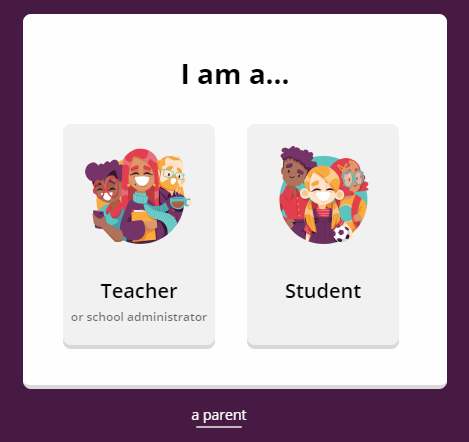 I am a...
Teacher
or school administrator
Student
a parent